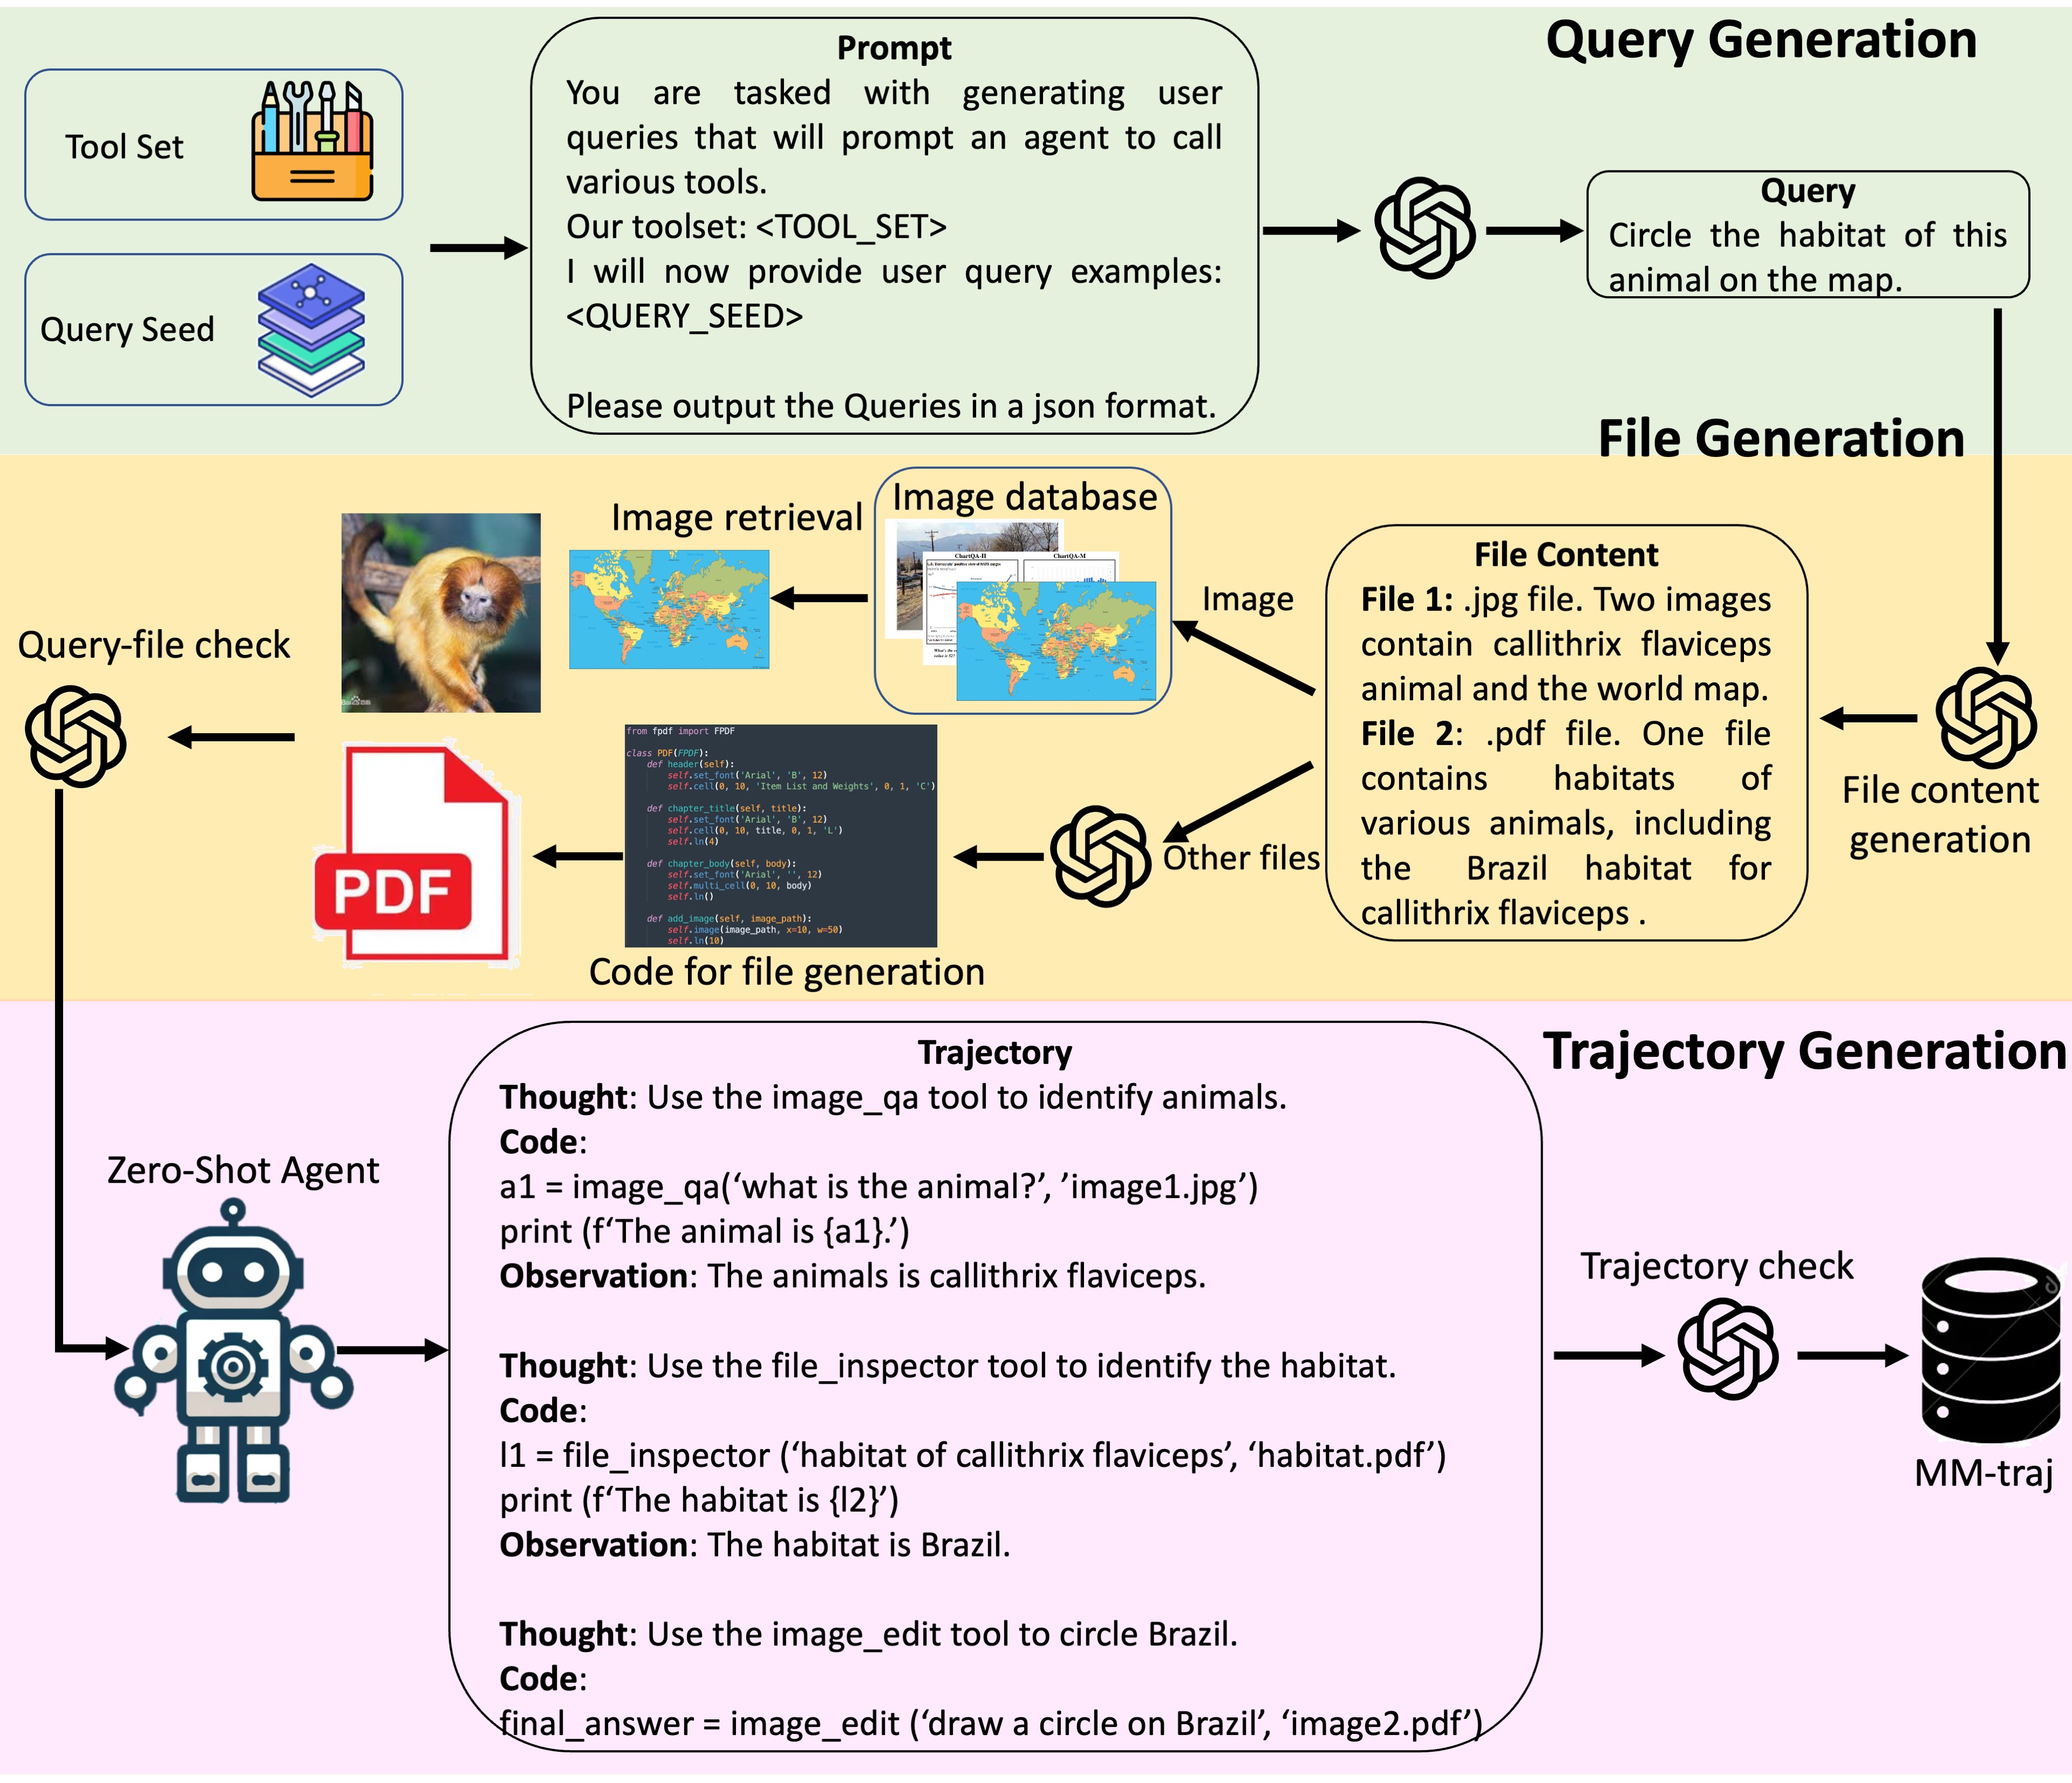 Query Generation
Tool Set
Query Seed
Prompt
You are tasked with generating user
queries that will prompt an agent to call
various tools.
Our toolset: <TOOL_SET>
I will now provide user query examples:
<QUERY_SEED>
Please output the Queries in a json format.
Query
Circle the habitat of this
animal on the map.
File Generation
File content
generation
File Content
File 1: .jpg file. Two images
contain callithrix flaviceps
animal and the world map.
File 2: .pdf file. One file
contains habitats of
various animals, including
the Brazil habitat for
callithrix flaviceps .
Image
Other files
Image database
ChartQA-H
ChartQA-M
Image retrieval
from fpdf import FPDF
class PDF(FPDF):
def header(self):
self.set_font('Arial', 'B', 12)
self.cell(0, 10, 'Item List and Weights', 0, 1, 'C')
def chapter_title(self, title):
self.set_font('Arial', 'B', 12)
self.cell(0, 10, title, 0, 1, 'L')
self.ln(4)
def chapter_body(self, body):
self.set_font('Arial', '', 12)
self.multi_cell(0, 10, body)
self.ln()
def add_image(self, image_path):
self.image(image_path, x=10, w=50)
self.ln(10)
Code for file generation
PDF
Query-file check
Trajectory Generation
Zero-Shot Agent
Trajectory
Thought: Use the image_qa tool to identify animals.
Code:
a1 = image_qa(‘what is the animal?’, ’image1.jpg’)
print (f‘The animal is {a1}.’)
Observation: The animals is callithrix flaviceps.
Thought: Use the file_inspector tool to identify the habitat.
Code:
l1 = file_inspector (‘habitat of callithrix flaviceps’, ‘habitat.pdf’)
print (f‘The habitat is {l2}’)
Observation: The habitat is Brazil.
Thought: Use the image_edit tool to circle Brazil.
Code:
final_answer = image_edit (‘draw a circle on Brazil’, ‘image2.pdf’)
Trajectory check
MM-traj